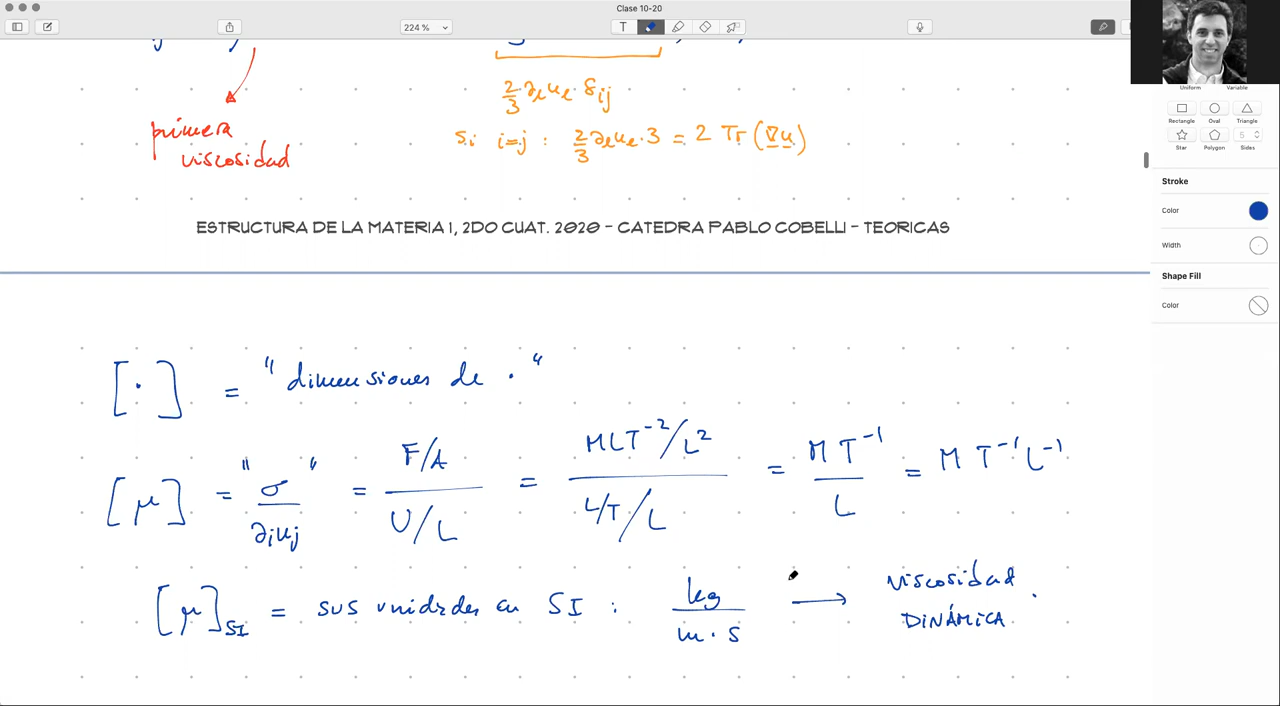 Clase 10-20
224 %
T
Uniform Variable
Rectangle Oval Triangle
5
Star Polygon Sides
Stroke
Color
Width
Shape Fill
Color
2/3 ∂ℓuℓ · δij
si i=j : 2/3 ∂ℓuℓ · 3 = 2 Tr(∇u)
primera
viscosidad
ESTRUCTURA DE LA MATERIA 1, 2DO CUAT. 2020 - CATEDRA PABLO COBELLI - TEORICAS
[·] = "dimensiones de ·"
[μ] = "σ"/∂iuj = (F/A)/(U/L) = (MLT⁻²/L²)/(L/T/L) = MT⁻¹/L = M T⁻¹ L⁻¹
[μ]SI = sus unidades en SI : kg/m·s → viscosidad
DINÁMICA.